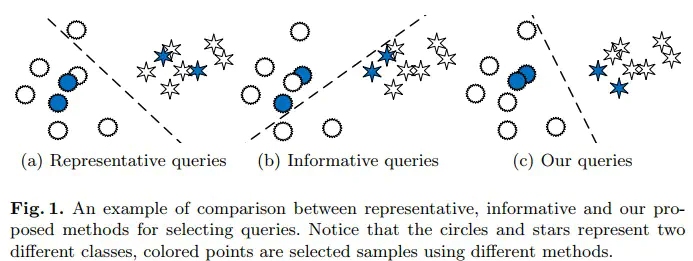 (a) Representative queries (b) Informative queries (c) Our queries
Fig. 1. An example of comparison between representative, informative and our pro-
posed methods for selecting queries. Notice that the circles and stars represent two
different classes, colored points are selected samples using different methods.